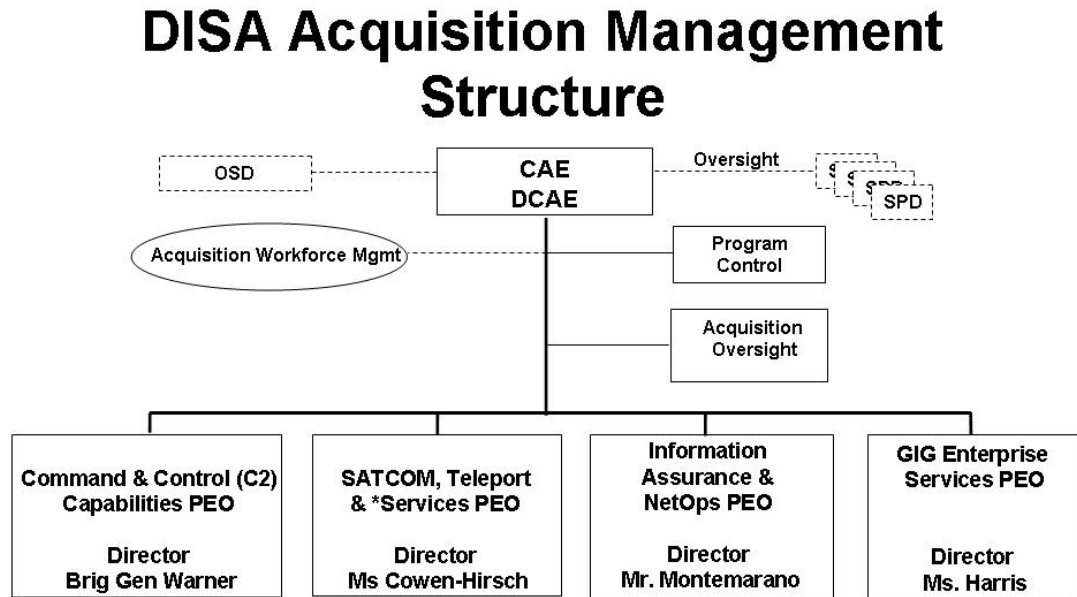 DISA Acquisition Management
Structure
OSD
CAE
DCAE
Oversight
SPD
Acquisition Workforce Mgmt
Program
Control
Acquisition
Oversight
Command & Control (C2)
Capabilities PEO
Director
Brig Gen Warner
SATCOM, Teleport
& *Services PEO
Director
Ms Cowen-Hirsch
Information
Assurance &
NetOps PEO
Director
Mr. Montemarano
GIG Enterprise
Services PEO
Director
Ms. Harris